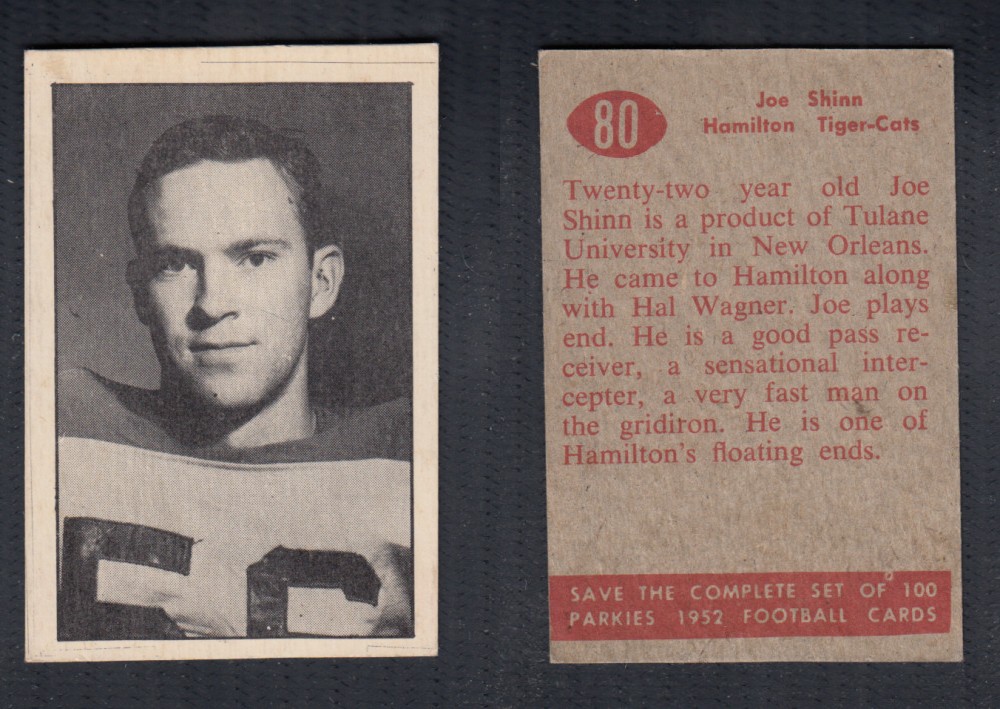 80
Joe Shinn
Hamilton Tiger-Cats
Twenty-two year old Joe
Shinn is a product of Tulane
University in New Orleans.
He came to Hamilton along
with Hal Wagner. Joe plays
end. He is a good pass re-
ceiver, a sensational inter-
cepter, a very fast man on
the gridiron. He is one of
Hamilton's floating ends.
SAVE THE COMPLETE SET OF 100
PARKIES 1952 FOOTBALL CARDS